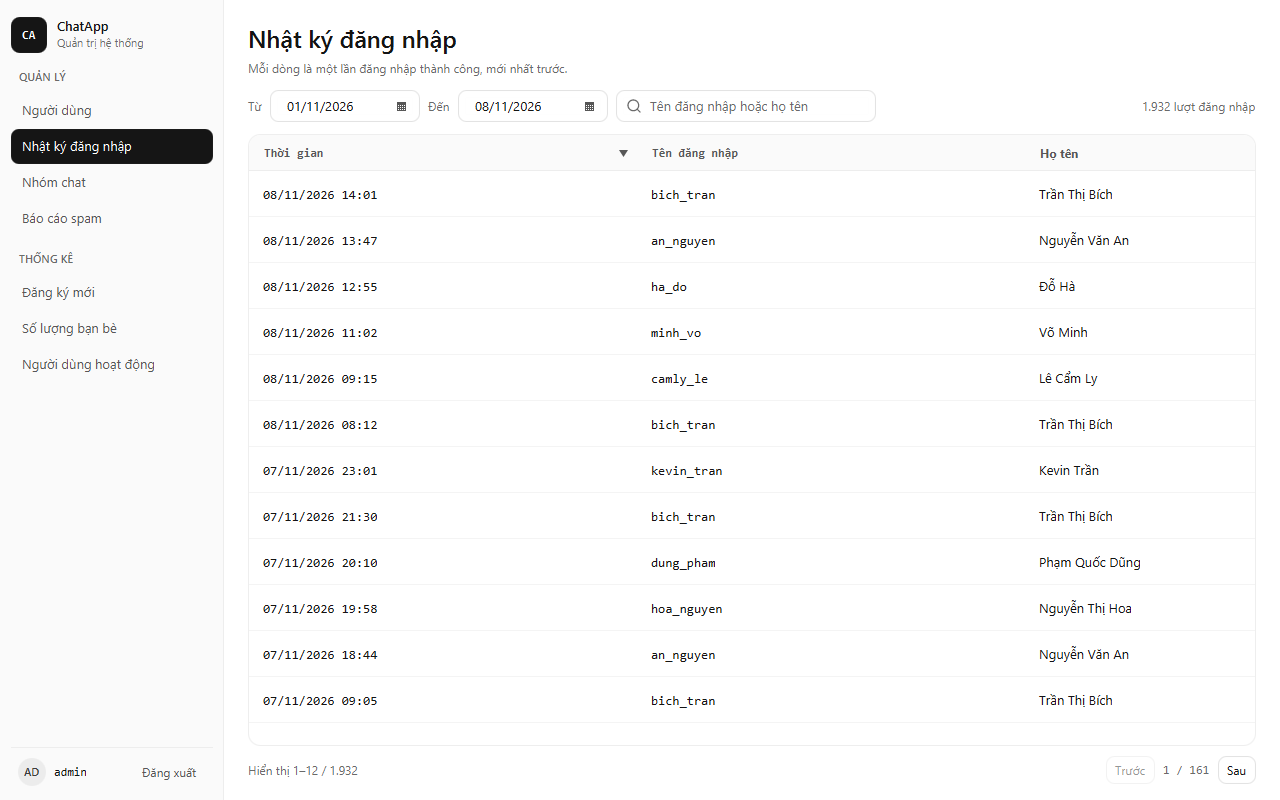 CA
ChatApp
Quản trị hệ thống
QUẢN LÝ
Người dùng
Nhật ký đăng nhập
Nhóm chat
Báo cáo spam
THỐNG KÊ
Đăng ký mới
Số lượng bạn bè
Người dùng hoạt động
AD admin Đăng xuất
Nhật ký đăng nhập
Mỗi dòng là một lần đăng nhập thành công, mới nhất trước.
Từ 01/11/2026 Đến 08/11/2026 Tên đăng nhập hoặc họ tên 1.932 lượt đăng nhập
Thời gian ▼ Tên đăng nhập Họ tên
08/11/2026 14:01 bich_tran Trần Thị Bích
08/11/2026 13:47 an_nguyen Nguyễn Văn An
08/11/2026 12:55 ha_do Đỗ Hà
08/11/2026 11:02 minh_vo Võ Minh
08/11/2026 09:15 camly_le Lê Cẩm Ly
08/11/2026 08:12 bich_tran Trần Thị Bích
07/11/2026 23:01 kevin_tran Kevin Trần
07/11/2026 21:30 bich_tran Trần Thị Bích
07/11/2026 20:10 dung_pham Phạm Quốc Dũng
07/11/2026 19:58 hoa_nguyen Nguyễn Thị Hoa
07/11/2026 18:44 an_nguyen Nguyễn Văn An
07/11/2026 09:05 bich_tran Trần Thị Bích
Hiển thị 1–12 / 1.932 Trước 1 / 161 Sau